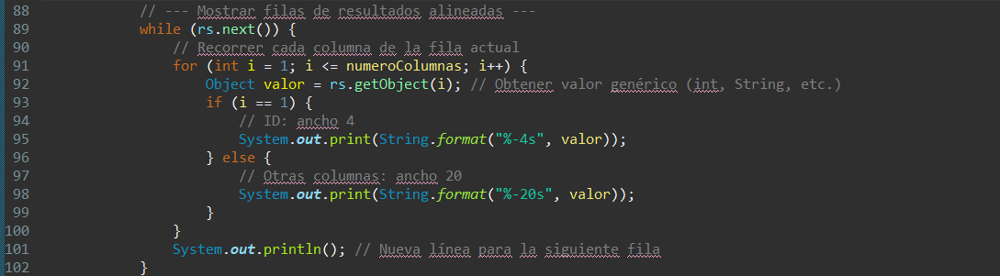 88 // --- Mostrar filas de resultados alineadas ---
89 while (rs.next()) {
90 // Recorrer cada columna de la fila actual
91 for (int i = 1; i <= numeroColumnas; i++) {
92 Object valor = rs.getObject(i); // Obtener valor genérico (int, String, etc.)
93 if (i == 1) {
94 // ID: ancho 4
95 System.out.print(String.format("%-4s", valor));
96 } else {
97 // Otras columnas: ancho 20
98 System.out.print(String.format("%-20s", valor));
99 }
100 }
101 System.out.println(); // Nueva línea para la siguiente fila
102 }